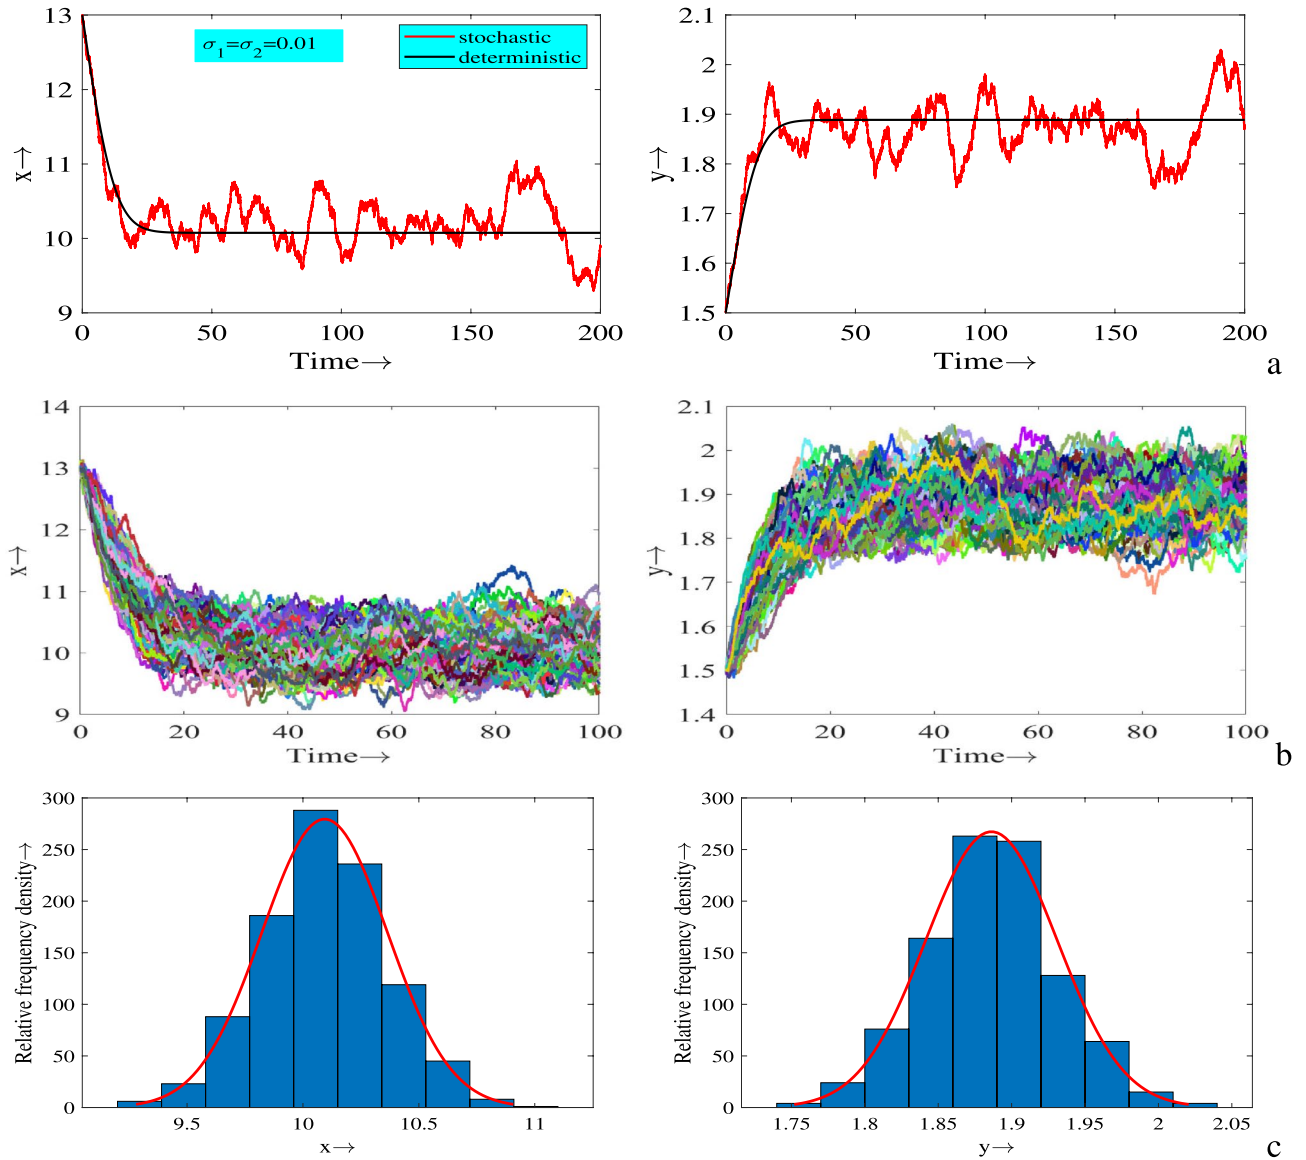 σ1=σ2=0.01
stochastic
deterministic
x→
13
12
11
10
9
0 50 100 150 200
Time→
y→
2.1
2
1.9
1.8
1.7
1.6
1.5
0 50 100 150 200
Time→
a
x→
14
13
12
11
10
9
0 20 40 60 80 100
Time→
y→
2.1
2
1.9
1.8
1.7
1.6
1.5
1.4
0 20 40 60 80 100
Time→
b
Relative frequency density→
300
250
200
150
100
50
0
9.5 10 10.5 11
x→
Relative frequency density→
300
250
200
150
100
50
0
1.75 1.8 1.85 1.9 1.95 2 2.05
y→
c